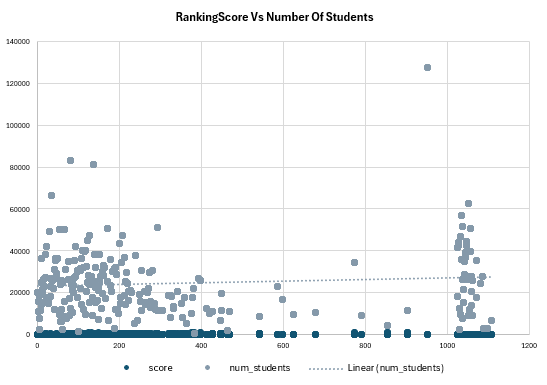 RankingScore Vs Number Of Students
140000
120000
100000
80000
60000
40000
20000
0
0 200 400 600 800 1000 1200
score num_students Linear (num_students)